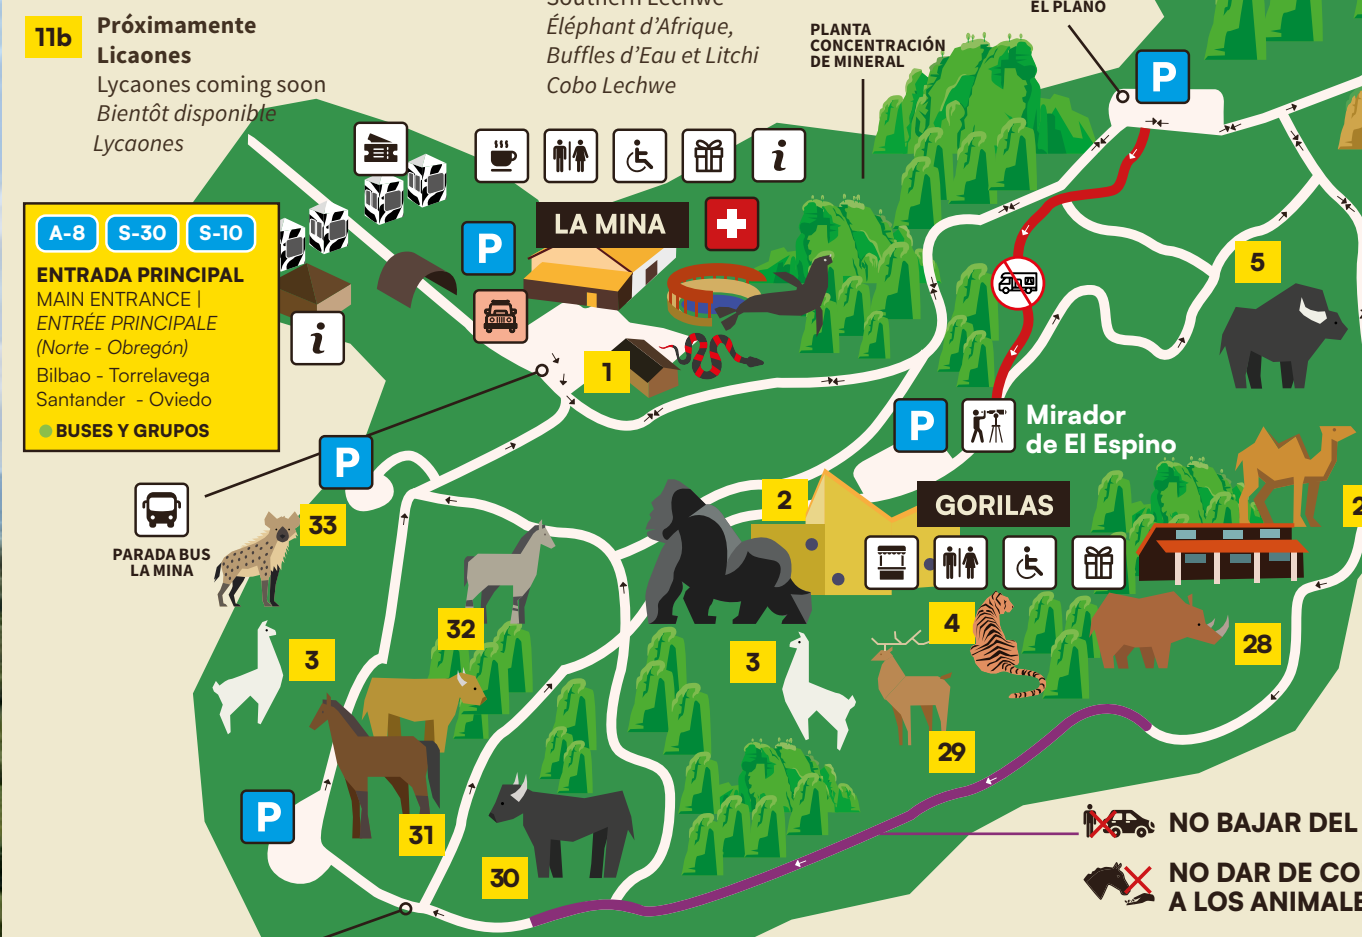 11b
Próximamente
Licaones
Lycaones coming soon
Bientôt disponible
Lycaones
Éléphant d'Afrique,
Buffles d'Eau et Litchi
Cobo Lechwe
PLANTA
CONCENTRACIÓN
DE MINERAL
EL PLANO
P
i
LA MINA
P
A-8 S-30 S-10
ENTRADA PRINCIPAL
MAIN ENTRANCE |
ENTRÉE PRINCIPALE
(Norte - Obregón)
Bilbao - Torrelavega
Santander - Oviedo
BUSES Y GRUPOS
i
5
1
P
Mirador
de El Espino
P
PARADA BUS
LA MINA
33
2
GORILAS
2
32
3
3
4
28
29
P
31
30
NO BAJAR DEL
NO DAR DE CO
A LOS ANIMALE